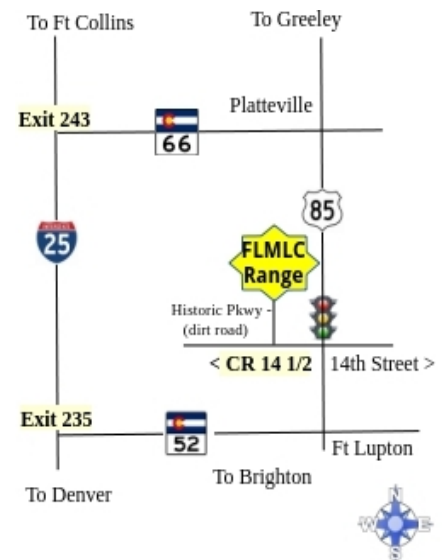 To Ft Collins
To Greeley
Exit 243
Platteville
66
85
INTERSTATE
25
FLMLC
Range
Historic Pkwy -
(dirt road)
< CR 14 1/2
14th Street >
Exit 235
52
Ft Lupton
To Brighton
To Denver
N
W E
S